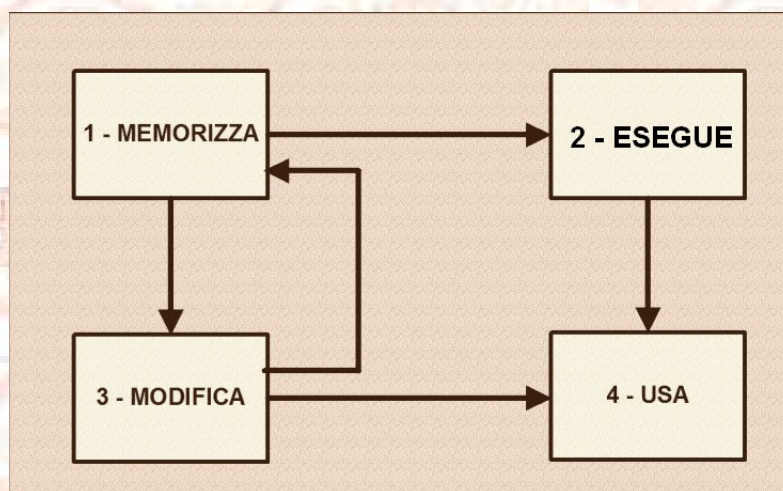 1 - MEMORIZZA
2 - ESEGUE
3 - MODIFICA
4 - USA